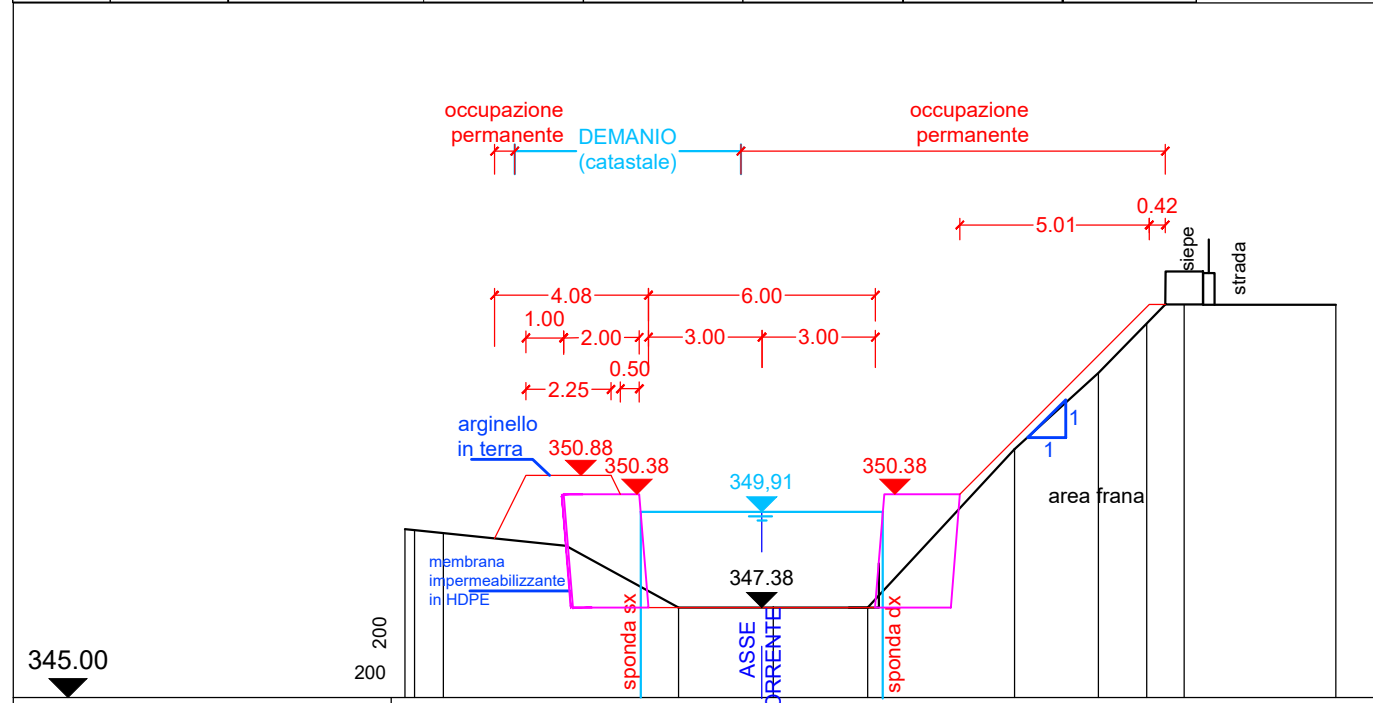 occupazione
permanente
DEMANIO
(catastale)
occupazione
permanente
0.42
5.01
siepe
strada
4.08
6.00
1.00
2.00
3.00
3.00
0.50
2.25
arginello
in terra
350.88
350.38
349,91
350.38
1
1
area frana
membrana
impermeabilizzante
in HDPE
347.38
sponda sx
ASSE
ORRENTE
sponda dx
200
200
345.00